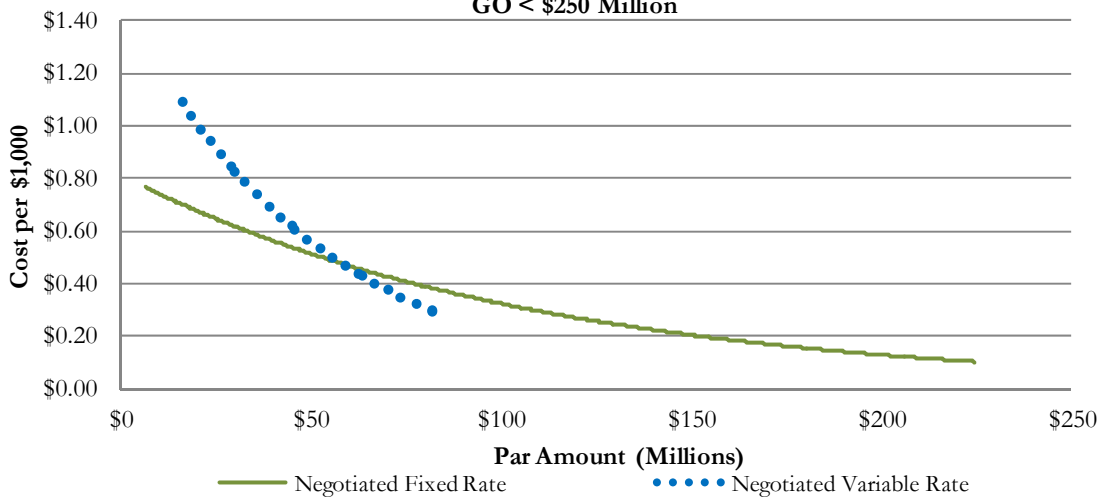 GO < $250 Million
$1.40
$1.20
$1.00
$0.80
$0.60
$0.40
$0.20
$0.00
Cost per $1,000
$0 $50 $100 $150 $200 $250
Par Amount (Millions)
Negotiated Fixed Rate Negotiated Variable Rate